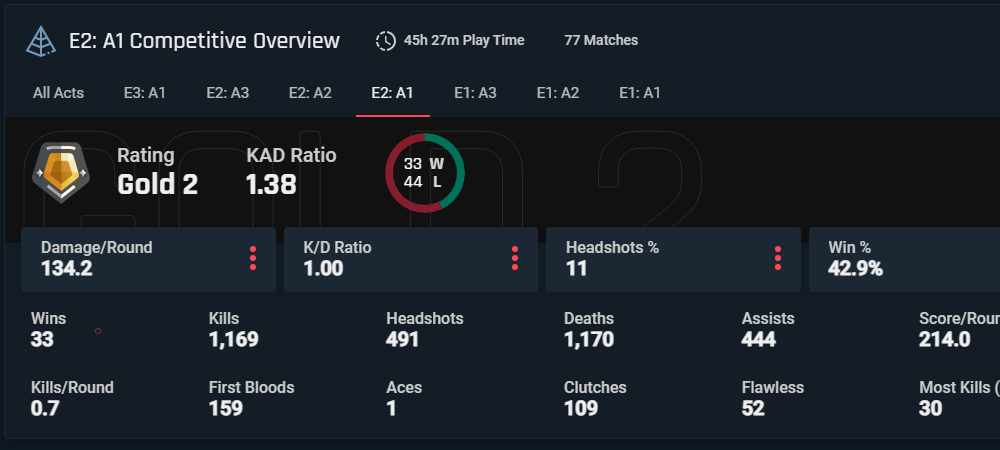 E2: A1 Competitive Overview 45h 27m Play Time 77 Matches
All Acts E3: A1 E2: A3 E2: A2 E2: A1 E1: A3 E1: A2 E1: A1
Rating KAD Ratio
Gold 2 1.38
33 W
44 L
Damage/Round K/D Ratio Headshots % Win %
134.2 1.00 11 42.9%
Wins Kills Headshots Deaths Assists Score/Roun
33 1,169 491 1,170 444 214.0
Kills/Round First Bloods Aces Clutches Flawless Most Kills (
0.7 159 1 109 52 30